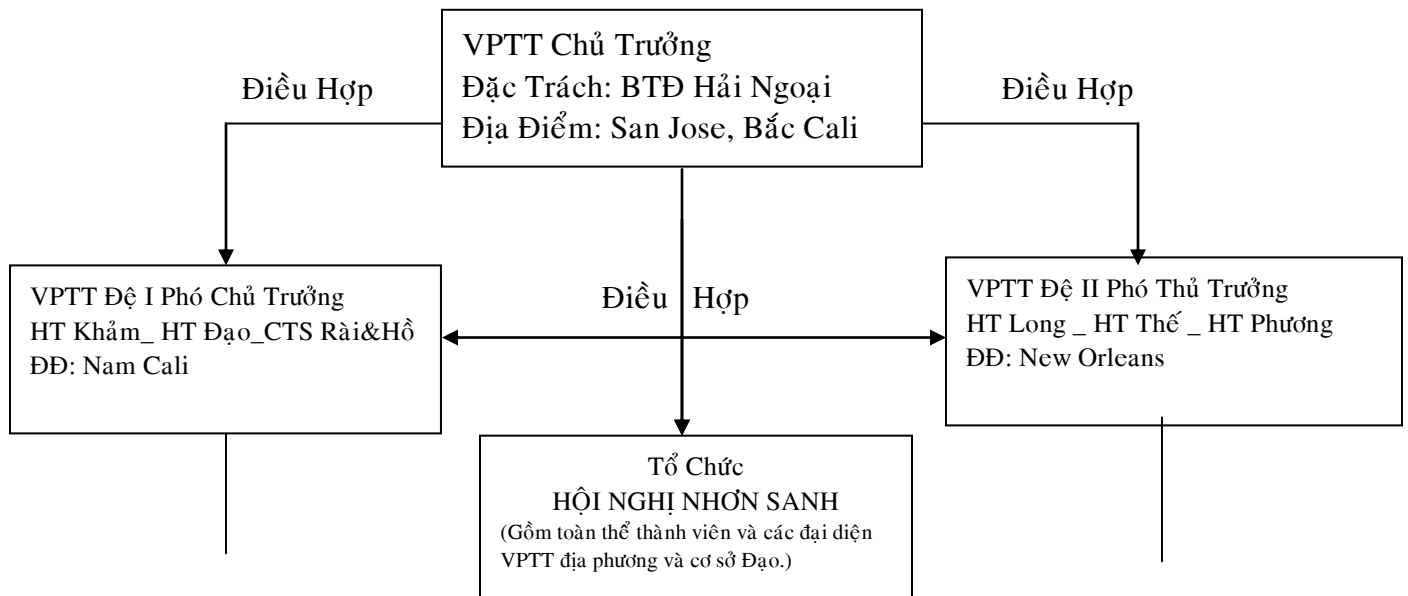 VPTT Chủ Trưởng
Đặc Trách: BTĐ Hải Ngoại
Địa Điểm: San Jose, Bắc Cali
Điều Hợp
Điều Hợp
VPTT Đệ I Phó Chủ Trưởng
HT Khảm_ HT Đạo_CTS Rài&Hồ
ĐĐ: Nam Cali
Điều Hợp
VPTT Đệ II Phó Thủ Trưởng
HT Long _ HT Thế _ HT Phương
ĐĐ: New Orleans
Tổ Chức
HỘI NGHỊ NHƠN SANH
(Gồm toàn thể thành viên và các đại diện
VPTT địa phương và cơ sở Đạo.)